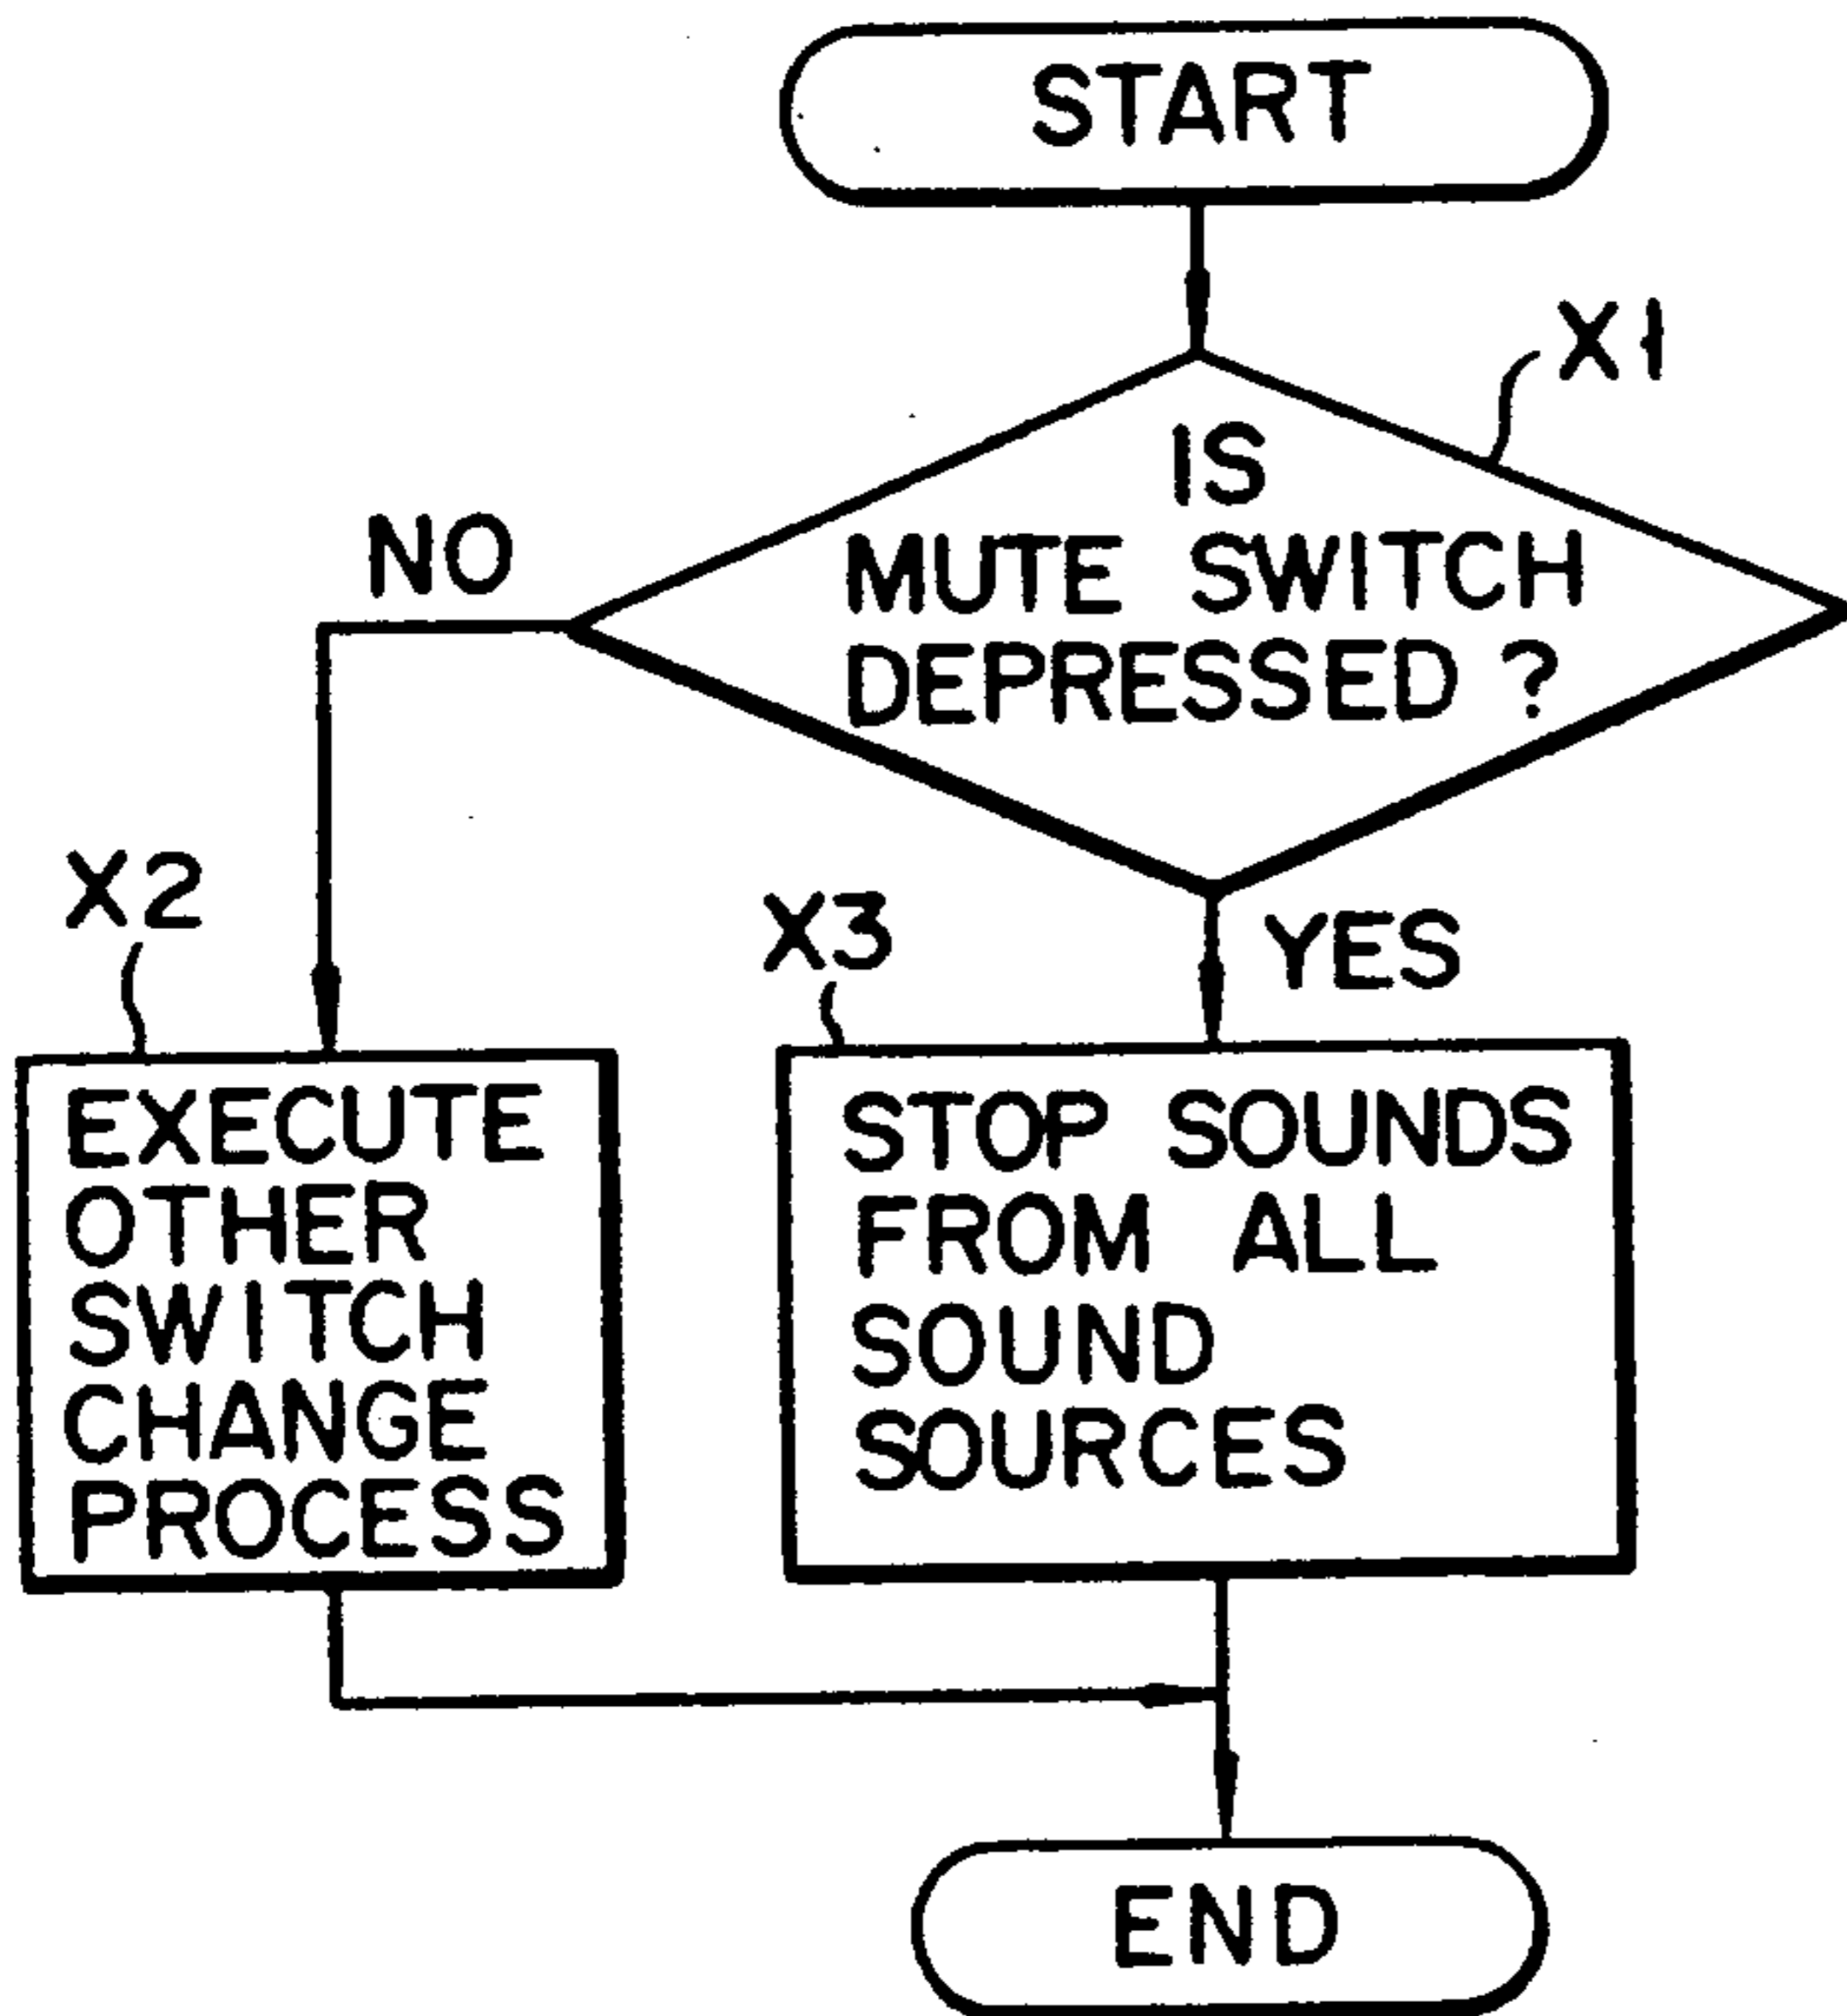 START
X1
IS
MUTE SWITCH
DEPRESSED ?
NO
YES
X2
EXECUTE
OTHER
SWITCH
CHANGE
PROCESS
X3
STOP SOUNDS
FROM ALL
SOUND
SOURCES
END